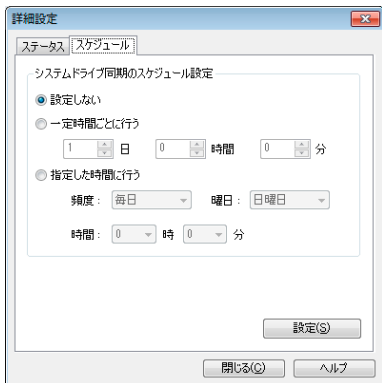 詳細設定
ステータス スケジュール
システムドライブ同期のスケジュール設定
設定しない
一定時間ごとに行う
1 日 0 時間 0 分
指定した時間に行う
頻度： 毎日 曜日： 日曜日
時間： 0 時 0 分
設定(S)
閉じる(C) ヘルプ